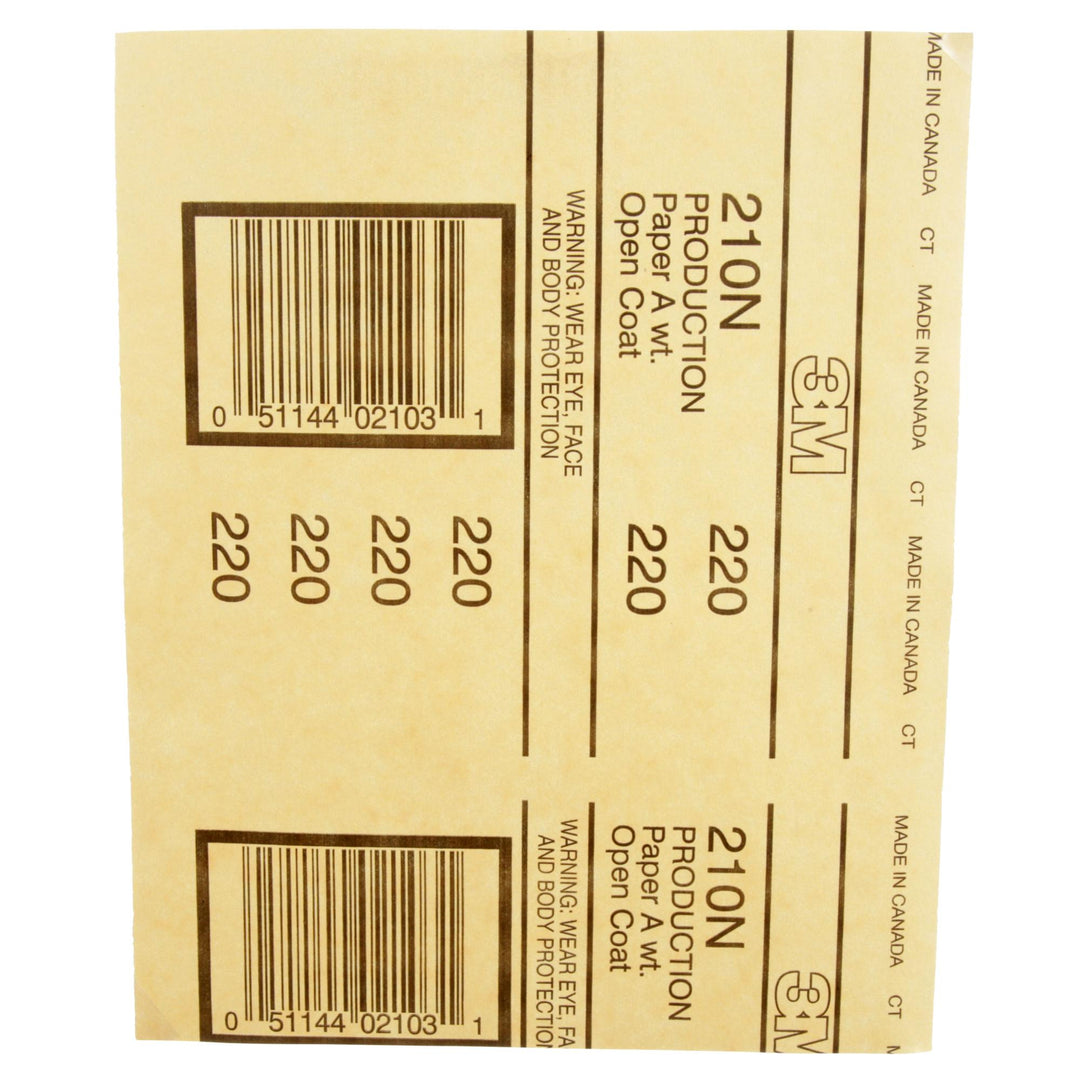 MADE IN CANADA CT MADE IN CANADA CT MADE IN CANADA CT MADE IN CANADA CT
3M
3M
210N 220
PRODUCTION
Paper A wt. 220
Open Coat
210N
PRODUCTION
Paper A wt.
Open Coat
WARNING: WEAR EYE, FACE
AND BODY PROTECTION
WARNING: WEAR EYE, FA
AND BODY PROTECTION
0 51144 02103 1
220 220 220 220
0 51144 02103 1